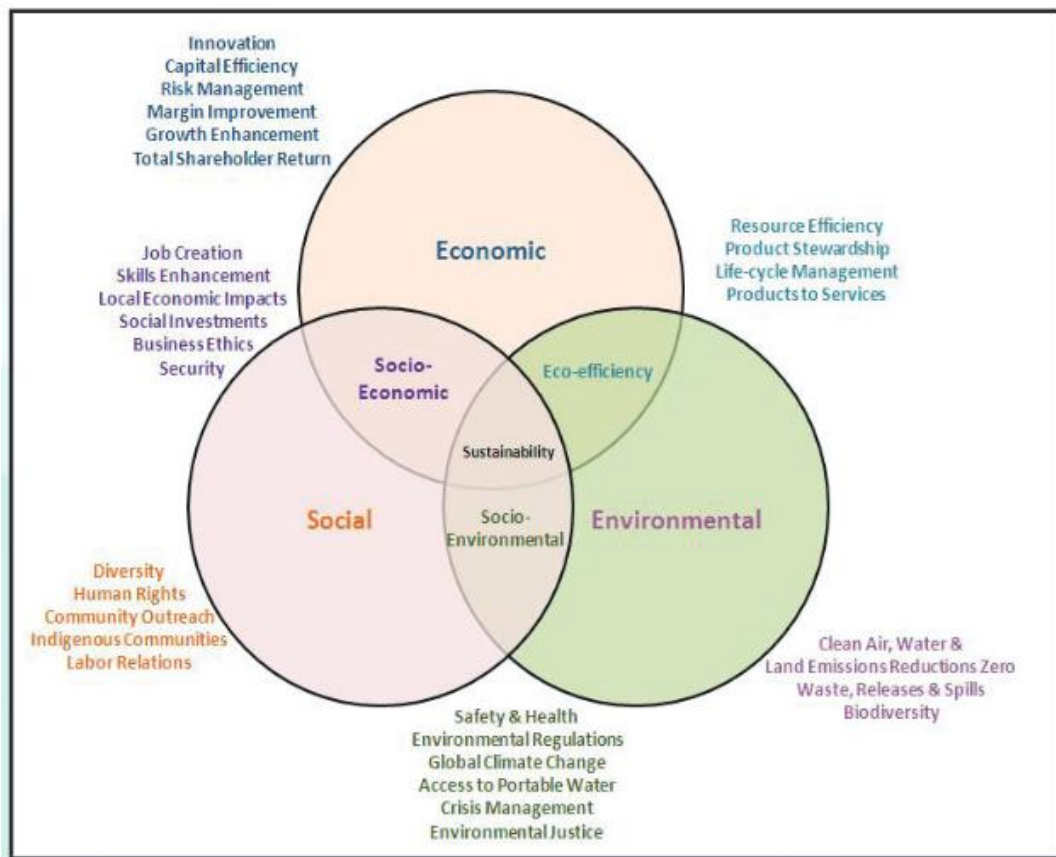 Innovation
Capital Efficiency
Risk Management
Margin Improvement
Growth Enhancement
Total Shareholder Return
Economic
Resource Efficiency
Product Stewardship
Life-cycle Management
Products to Services
Job Creation
Skills Enhancement
Local Economic Impacts
Social Investments
Business Ethics
Security
Socio-
Economic
Eco-efficiency
Sustainability
Social
Socio-
Environmental
Environmental
Diversity
Human Rights
Community Outreach
Indigenous Communities
Labor Relations
Clean Air, Water &
Land Emissions Reductions Zero
Waste, Releases & Spills
Biodiversity
Safety & Health
Environmental Regulations
Global Climate Change
Access to Portable Water
Crisis Management
Environmental Justice